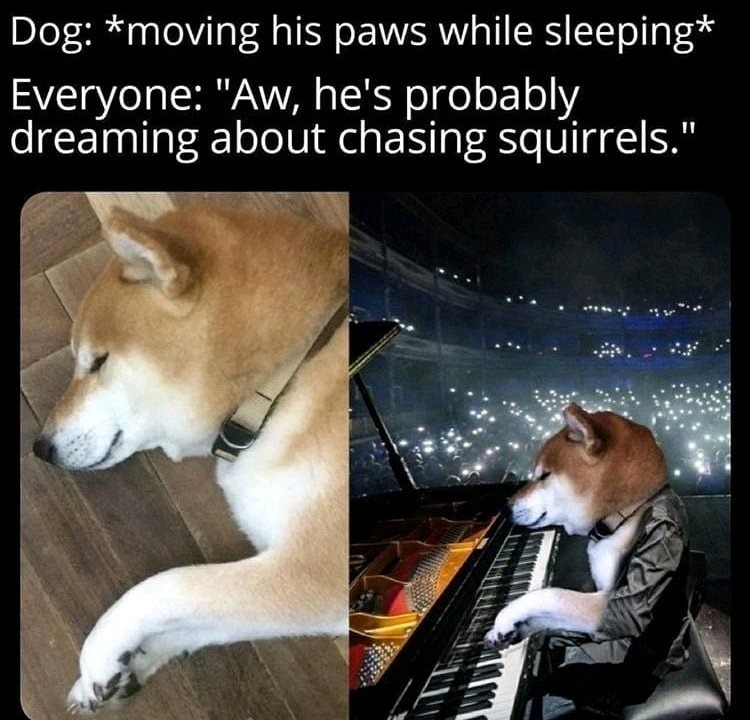 Dog: *moving his paws while sleeping*
Everyone: "Aw, he's probably
dreaming about chasing squirrels."